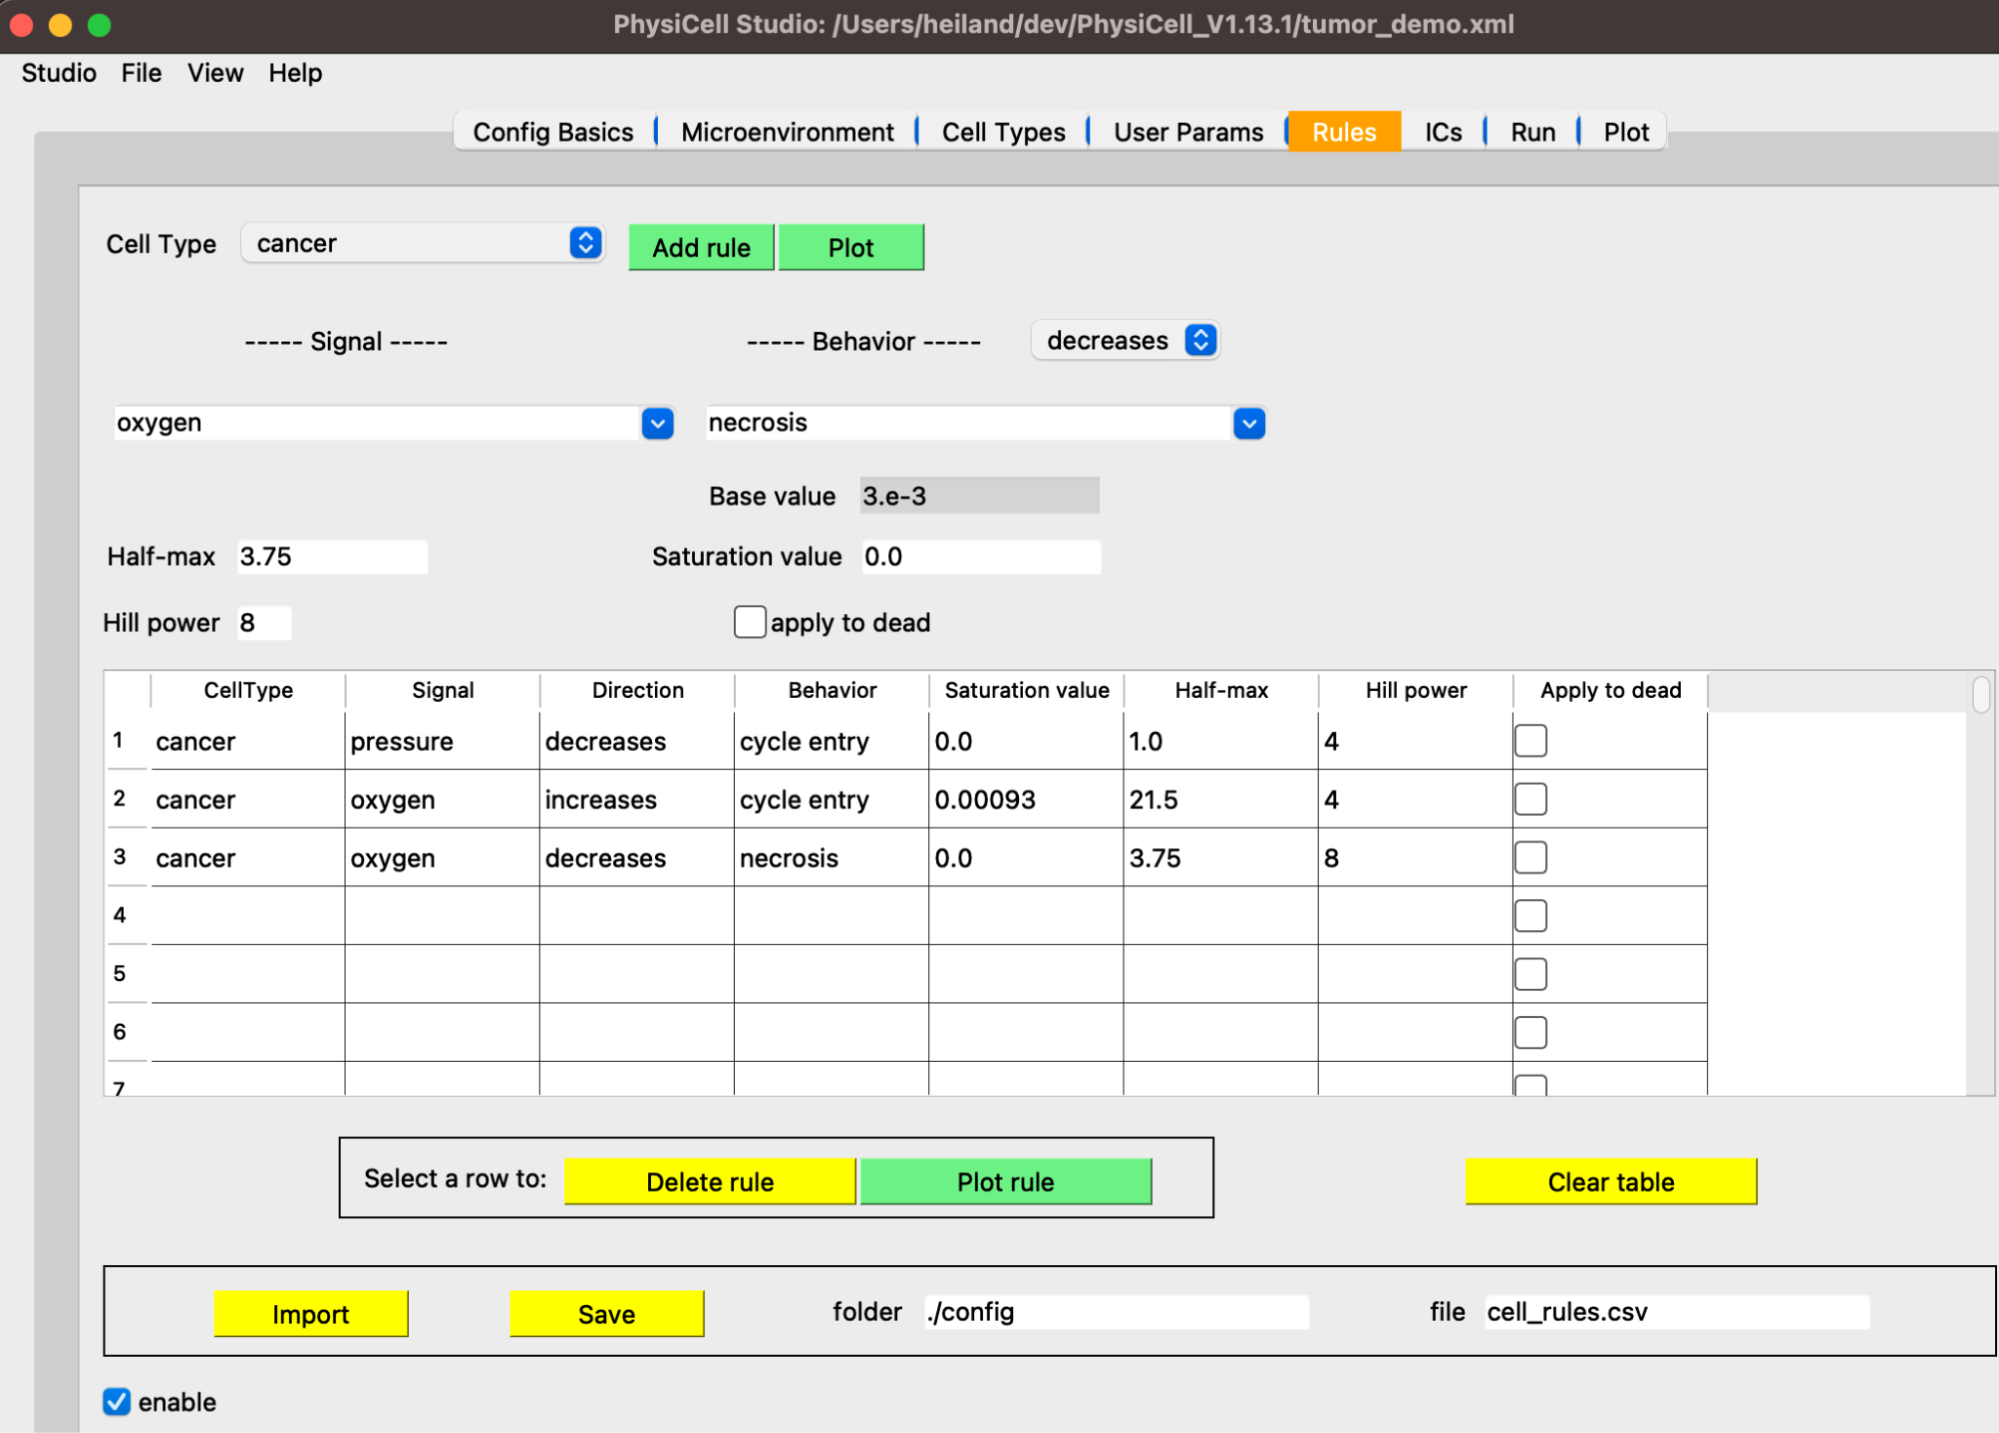 PhysiCell Studio: /Users/heiland/dev/PhysiCell_V1.13.1/tumor_demo.xml
Studio File View Help
Config Basics Microenvironment Cell Types User Params Rules ICs Run Plot
Cell Type cancer Add rule Plot
----- Signal ----- ----- Behavior ----- decreases
oxygen necrosis
Base value 3.e-3
Half-max 3.75 Saturation value 0.0
Hill power 8 apply to dead
CellType Signal Direction Behavior Saturation value Half-max Hill power Apply to dead
1 cancer pressure decreases cycle entry 0.0 1.0 4
2 cancer oxygen increases cycle entry 0.00093 21.5 4
3 cancer oxygen decreases necrosis 0.0 3.75 8
4
5
6
7
Select a row to: Delete rule Plot rule Clear table
Import Save folder ./config file cell_rules.csv
enable